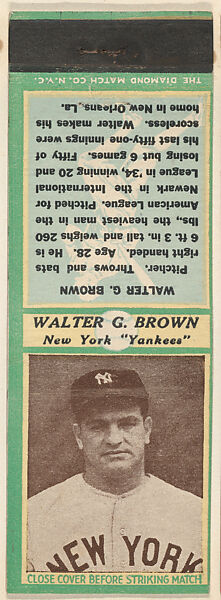 THE DIAMOND MATCH CO. N.Y.C.
WALTER G. BROWN
Pitcher. Throws and bats
right handed. Age 28. He is
6 ft. 3 in. tall and weighs 260
lbs., the heaviest man in the
American League. Pitched for
Newark in the International
League in '34, winning 20 and
losing but 6 games. Fifty of
his last fifty-one innings were
scoreless. Walter makes his
home in New Orleans, La.
WALTER G. BROWN
New York "Yankees"
NY
NEW YORK
CLOSE COVER BEFORE STRIKING MATCH